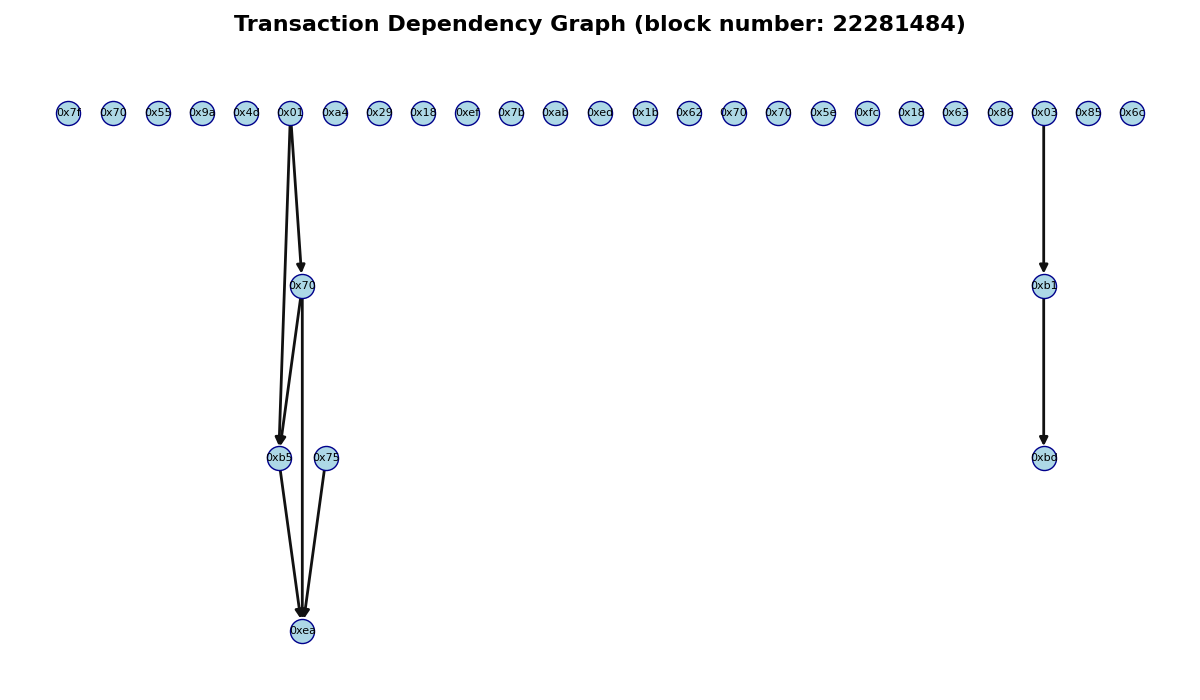 Transaction Dependency Graph (block number: 22281484)
0x7f 0x70 0x55 0x9a 0x4d 0x01 0xa4 0x29 0x18 0xef 0x7b 0xab 0xed 0x1b 0x62 0x70 0x70 0x5e 0xfc 0x18 0x63 0x86 0x03 0x85 0x6c
0x70 0xb1
0xb5 0x75 0xbd
0xea